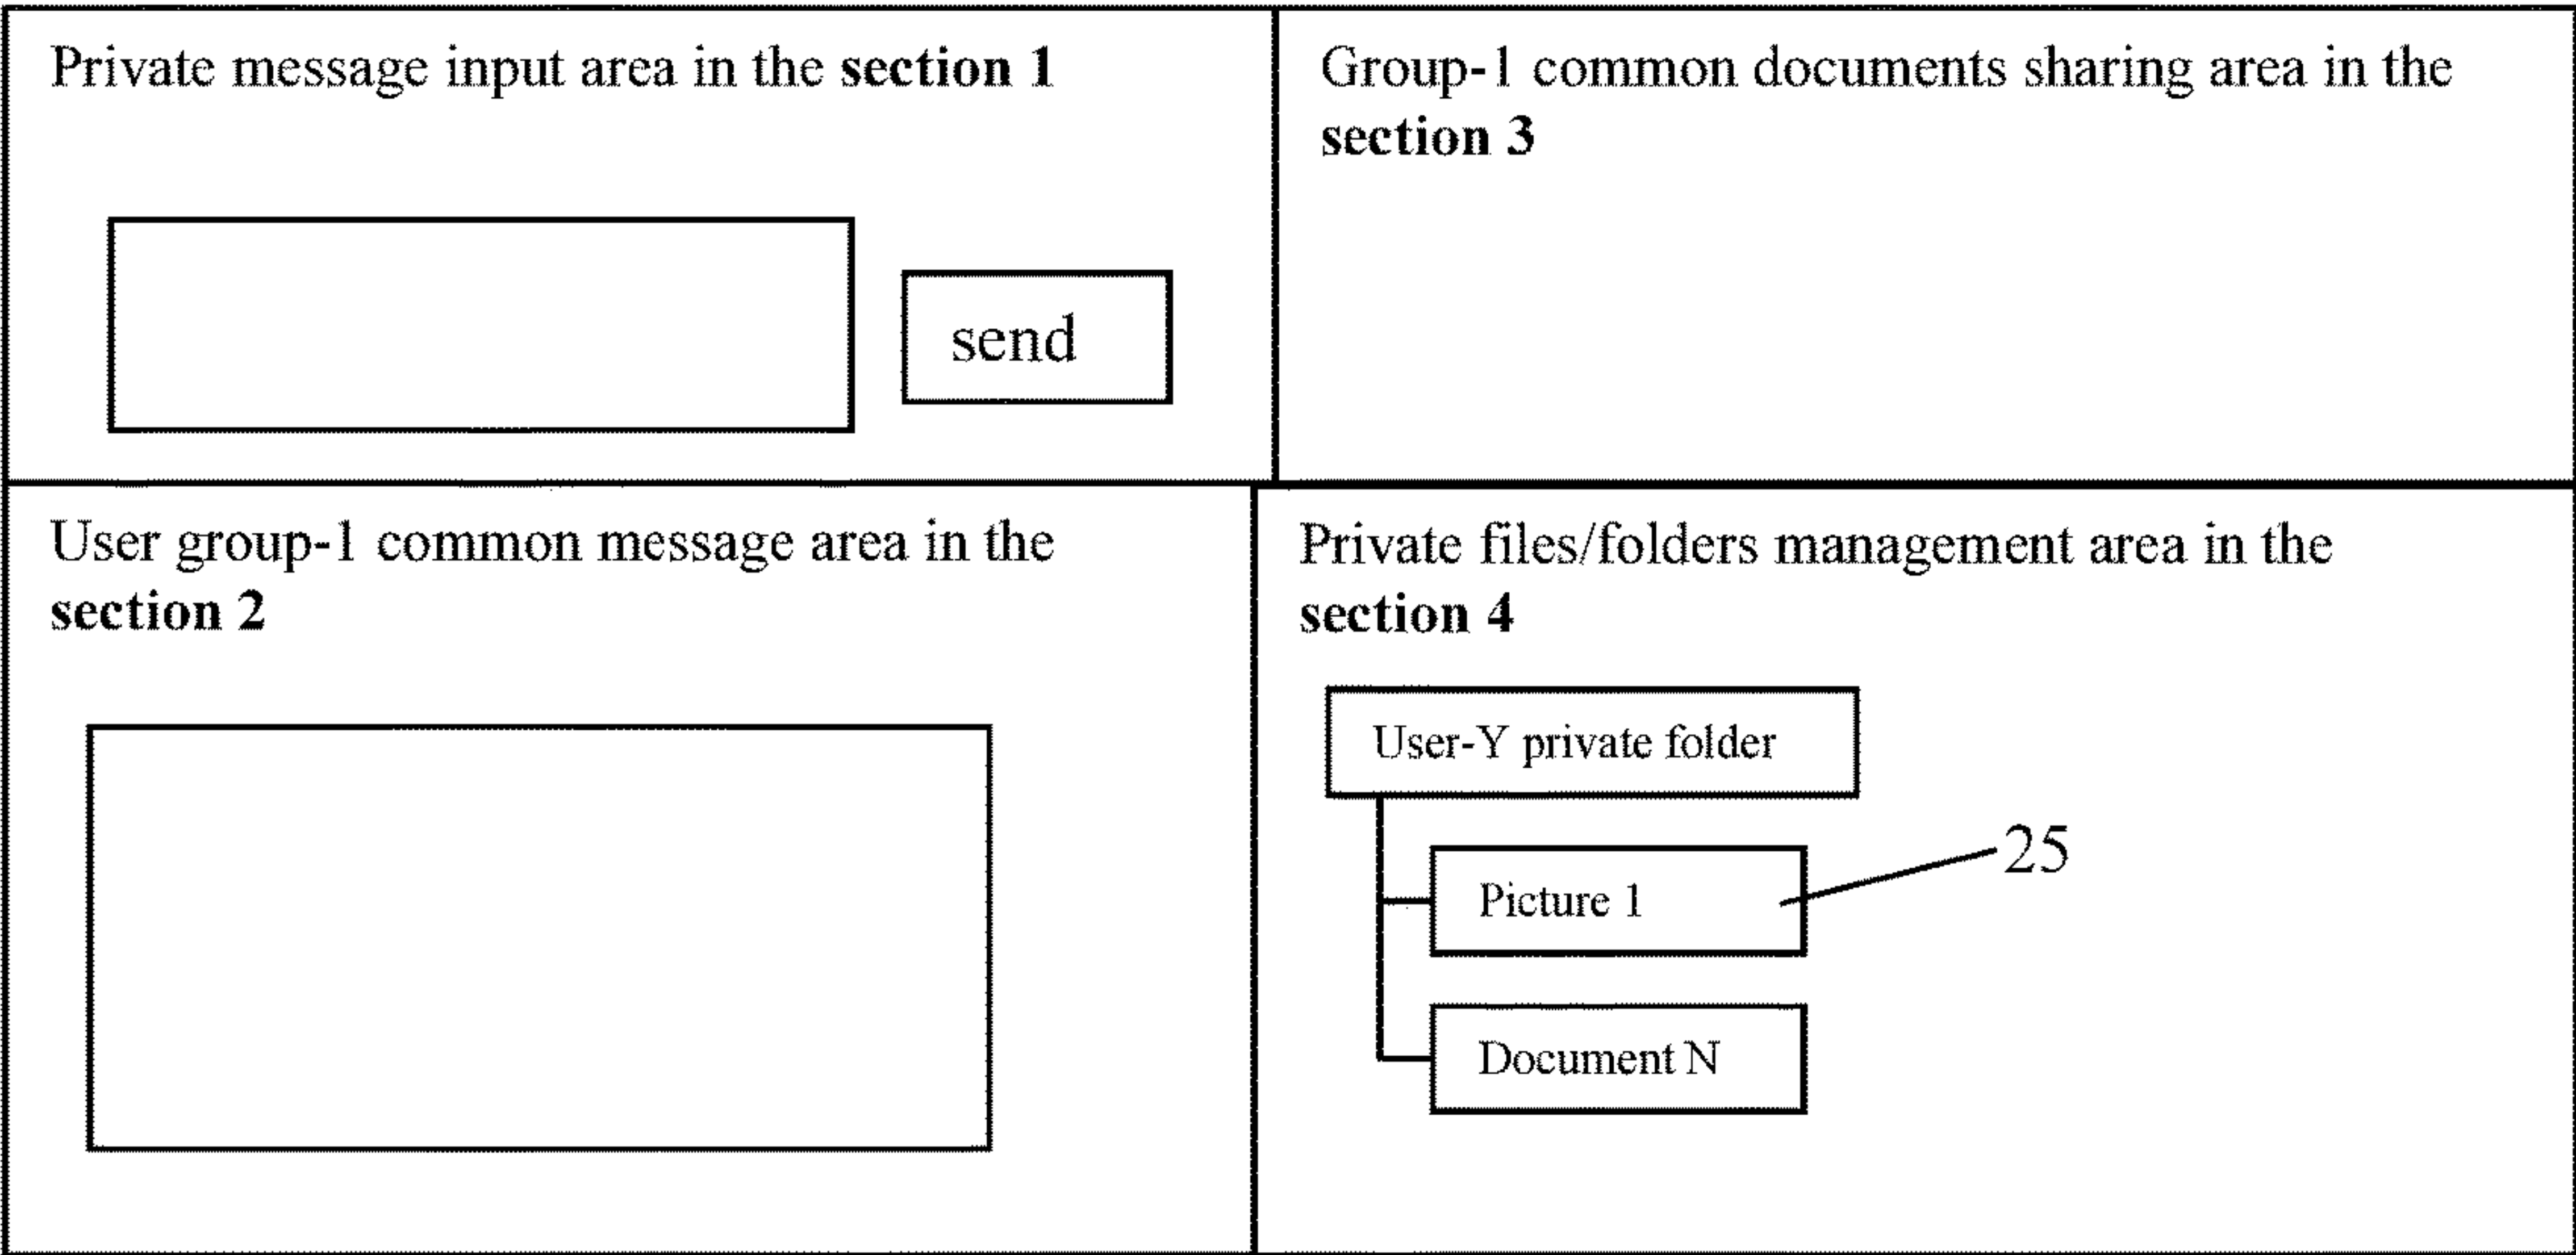 Private message input area in the section 1
send
Group-1 common documents sharing area in the
section 3
User group-1 common message area in the
section 2
Private files/folders management area in the
section 4
User-Y private folder
Picture 1
25
Document N